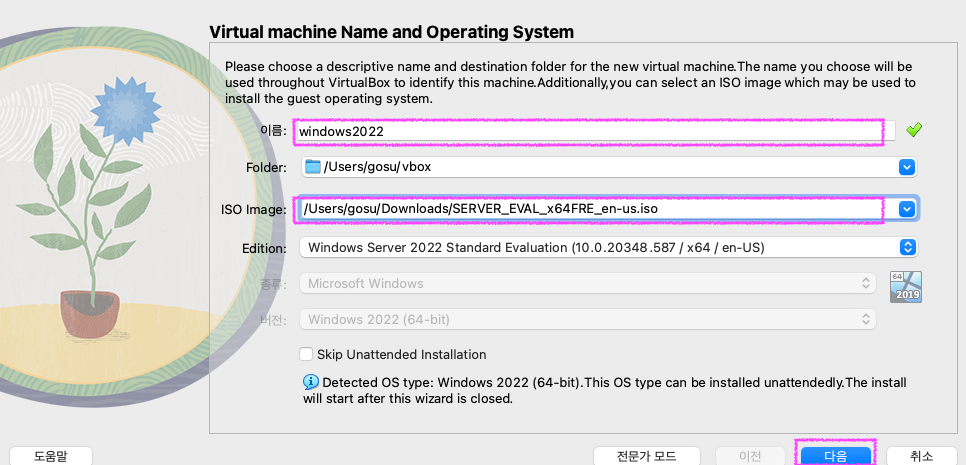 Virtual machine Name and Operating System
Please choose a descriptive name and destination folder for the new virtual machine.The name you choose will be
used throughout VirtualBox to identify this machine.Additionally,you can select an ISO image which may be used to
install the guest operating system.
이름: windows2022
Folder: /Users/gosu/vbox
ISO Image: /Users/gosu/Downloads/SERVER_EVAL_x64FRE_en-us.iso
Edition: Windows Server 2022 Standard Evaluation (10.0.20348.587 / x64 / en-US)
종류: Microsoft Windows 64
2019
버전: Windows 2022 (64-bit)
Skip Unattended Installation
Detected OS type: Windows 2022 (64-bit).This OS type can be installed unattendedly.The install
will start after this wizard is closed.
도움말 전문가 모드 이전 다음 취소